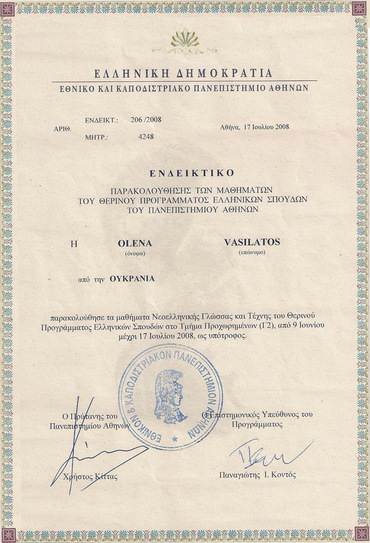 ΕΛΛΗΝΙΚΗ ΔΗΜΟΚΡΑΤΙΑ
ΕΘΝΙΚΟ ΚΑΙ ΚΑΠΟΔΙΣΤΡΙΑΚΟ ΠΑΝΕΠΙΣΤΗΜΙΟ ΑΘΗΝΩΝ
ΑΡΙΘ.
ΕΝΔΕΙΚΤ.: 206 /2008
ΜΗΤΡ.: 4248
Αθήνα, 17 Ιουλίου 2008
ΕΝΔΕΙΚΤΙΚΟ
ΠΑΡΑΚΟΛΟΥΘΗΣΗΣ ΤΩΝ ΜΑΘΗΜΑΤΩΝ
ΤΟΥ ΘΕΡΙΝΟΥ ΠΡΟΓΡΑΜΜΑΤΟΣ ΕΛΛΗΝΙΚΩΝ ΣΠΟΥΔΩΝ
ΤΟΥ ΠΑΝΕΠΙΣΤΗΜΙΟΥ ΑΘΗΝΩΝ
Η OLENA VASILATOS
(όνομα) (επώνυμο)
από την ΟΥΚΡΑΝΙΑ
παρακολούθησε τα μαθήματα Νεοελληνικής Γλώσσας και Τέχνης του Θερινού
Προγράμματος Ελληνικών Σπουδών στο Τμήμα Προχωρημένων (Γ2), από 9 Ιουνίου
μέχρι 17 Ιουλίου 2008, ως υπότροφος.
ΕΘΝΙΚΟΝ & ΚΑΠΟΔΙΣΤΡΙΑΚΟΝ ΠΑΝΕΠΙΣΤΗΜΙΟΝ ΑΘΗΝΩΝ
Ο Πρύτανης του
Πανεπιστημίου Αθηνών
Χρήστος Κίττας
Ο Επιστημονικός Υπεύθυνος του
Προγράμματος
Παναγιώτης Ι. Κοντός